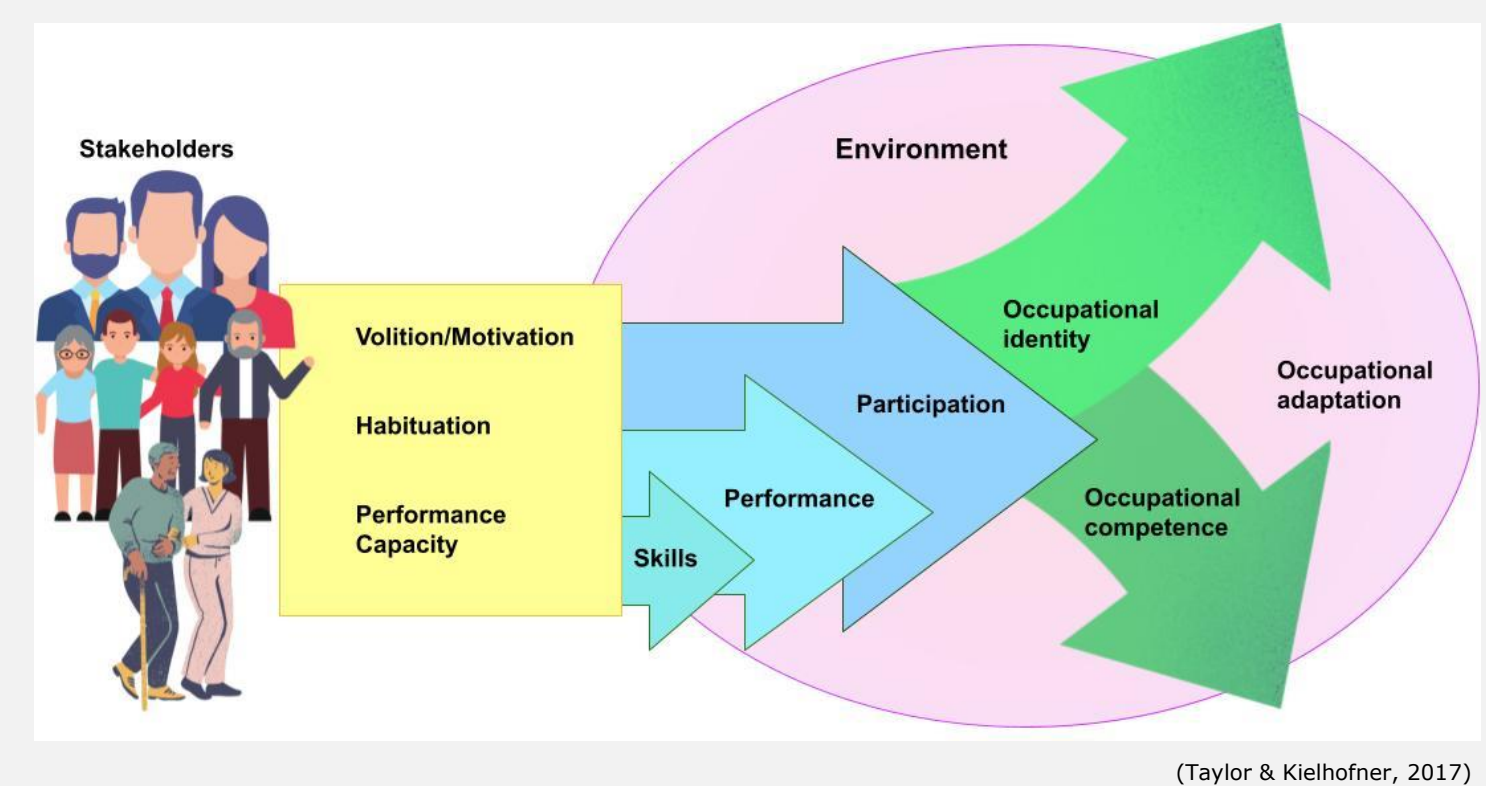 Stakeholders
Environment
Volition/Motivation
Habituation
Performance
Capacity
Skills
Performance
Participation
Occupational
identity
Occupational
competence
Occupational
adaptation
(Taylor & Kielhofner, 2017)